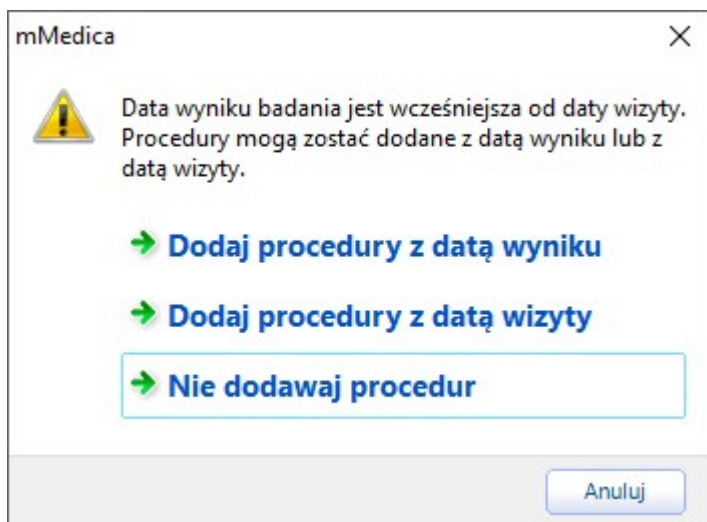 mMedica
Data wyniku badania jest wcześniejsza od daty wizyty.
Procedury mogą zostać dodane z datą wyniku lub z
datą wizyty.
Dodaj procedury z datą wyniku
Dodaj procedury z datą wizyty
Nie dodawaj procedur
Anuluj